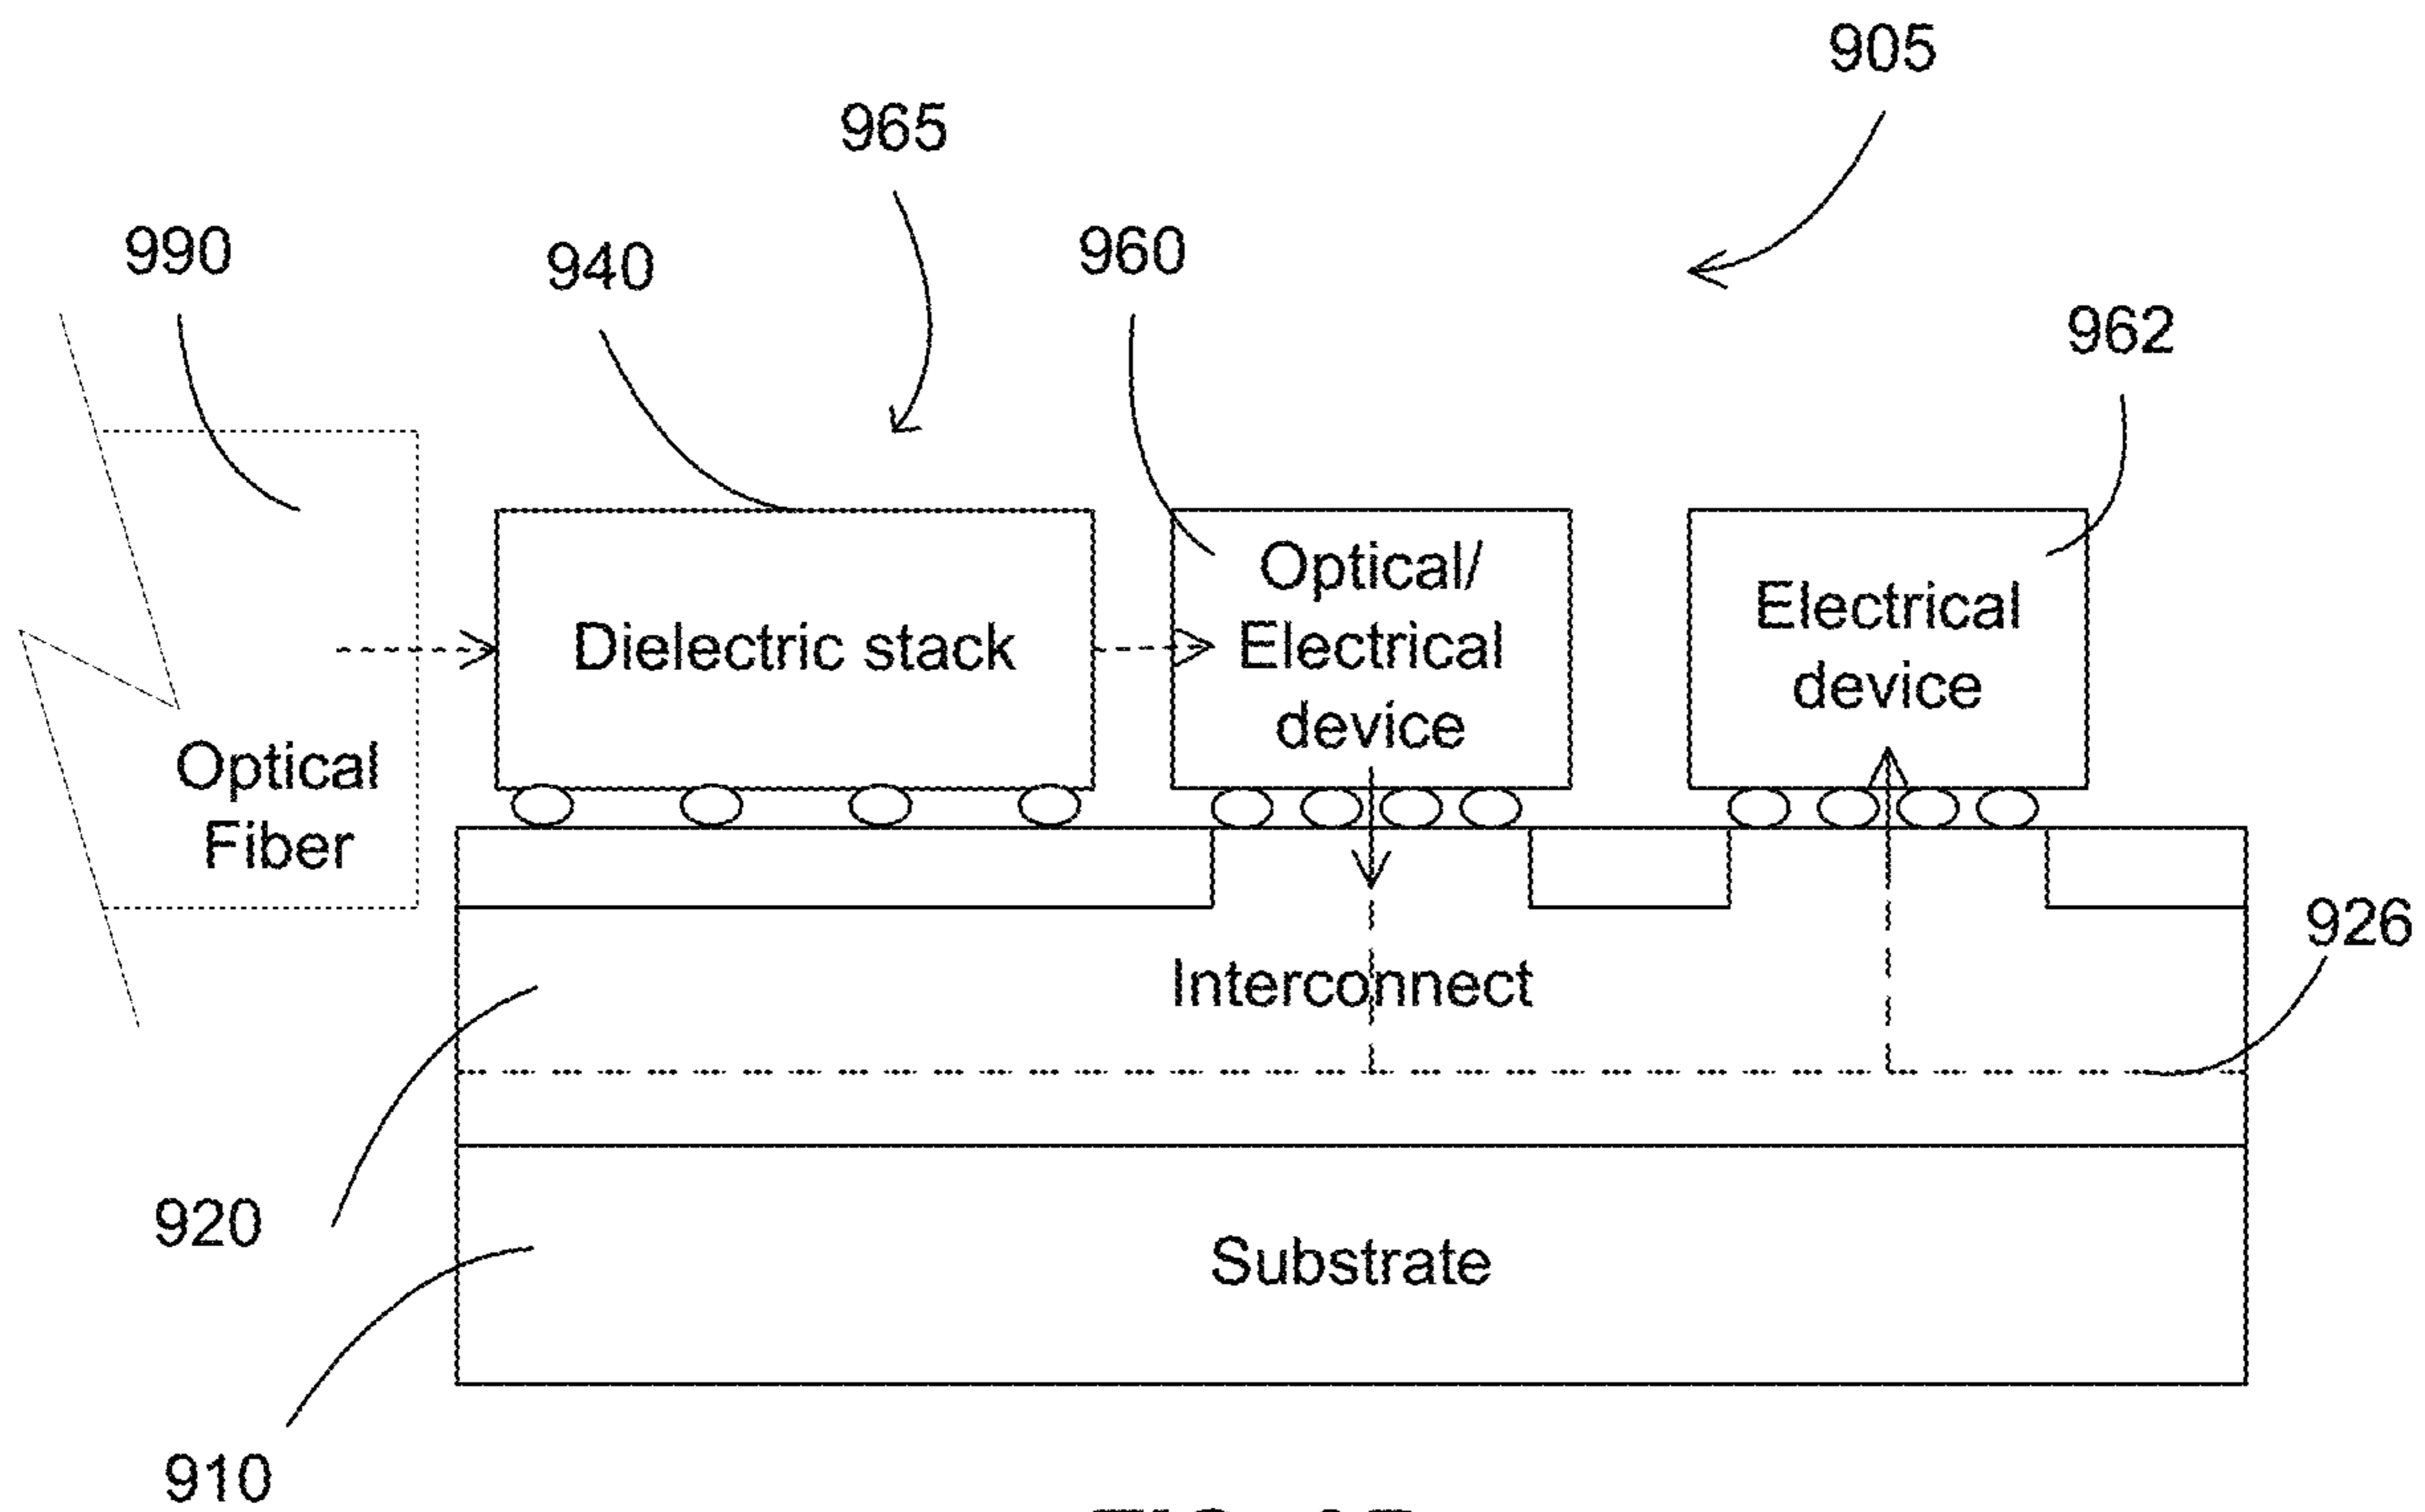 905
965
990
940
960
962
Optical/
Electrical
device
Electrical
device
Dielectric stack
Optical
Fiber
926
Interconnect
920
Substrate
910